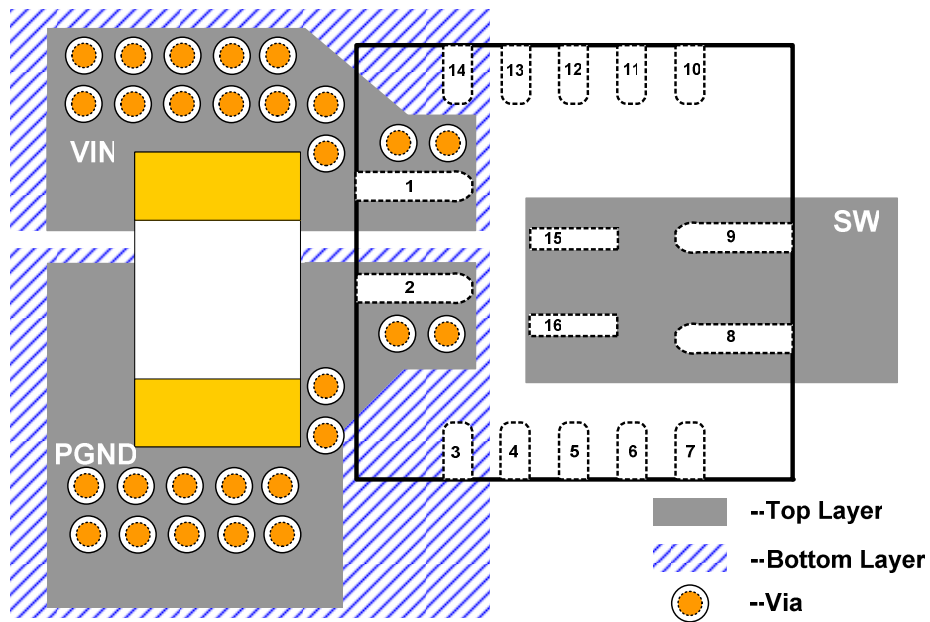 14 13 12 11 10
VIN
1
SW
15 9
2
16 8
3 4 5 6 7
PGND
--Top Layer
--Bottom Layer
--Via